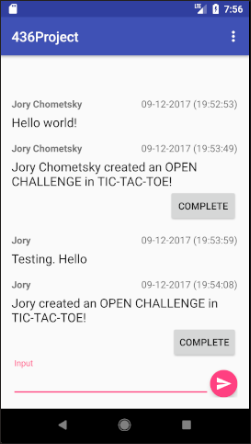 LTE 7:56
436Project
Jory Chometsky 09-12-2017 (19:52:53)
Hello world!
Jory Chometsky 09-12-2017 (19:53:49)
Jory Chometsky created an OPEN
CHALLENGE in TIC-TAC-TOE!
COMPLETE
Jory 09-12-2017 (19:53:59)
Testing. Hello
Jory 09-12-2017 (19:54:08)
Jory created an OPEN CHALLENGE in
TIC-TAC-TOE!
COMPLETE
Input